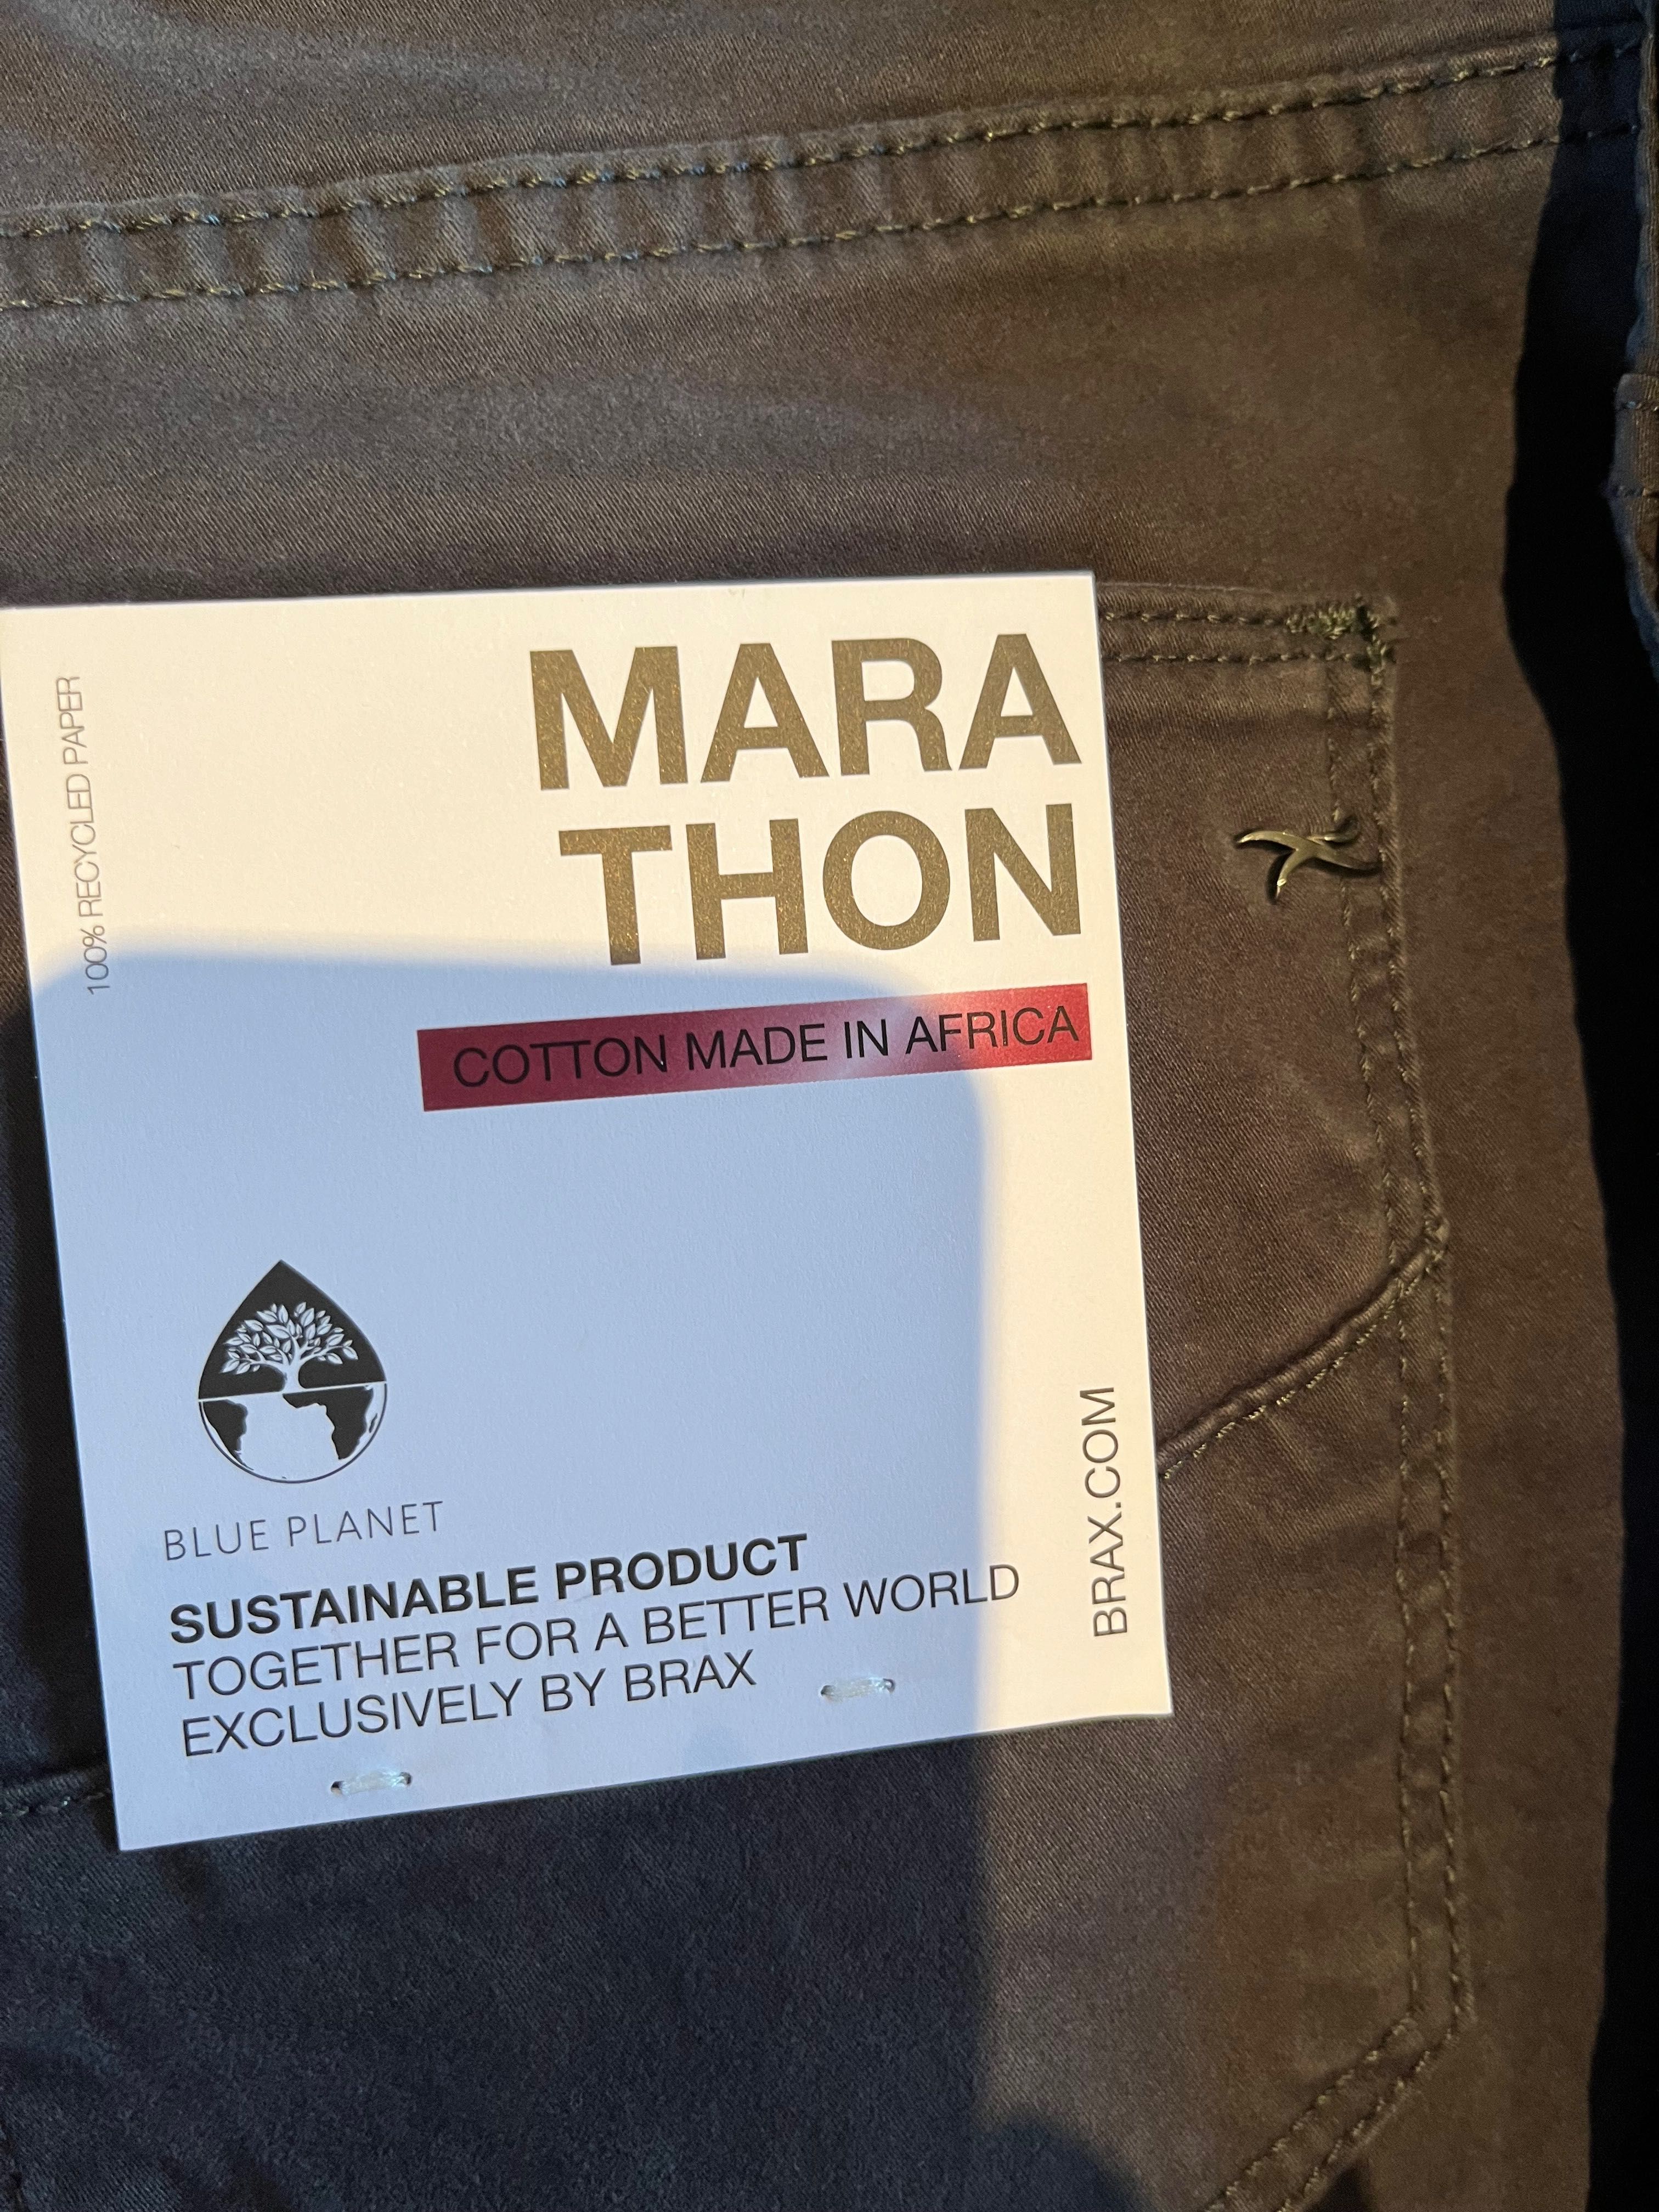 100% RECYCLED PAPER
MARA
THON
COTTON MADE IN AFRICA
BLUE PLANET
SUSTAINABLE PRODUCT
TOGETHER FOR A BETTER WORLD
EXCLUSIVELY BY BRAX
BRAX.COM